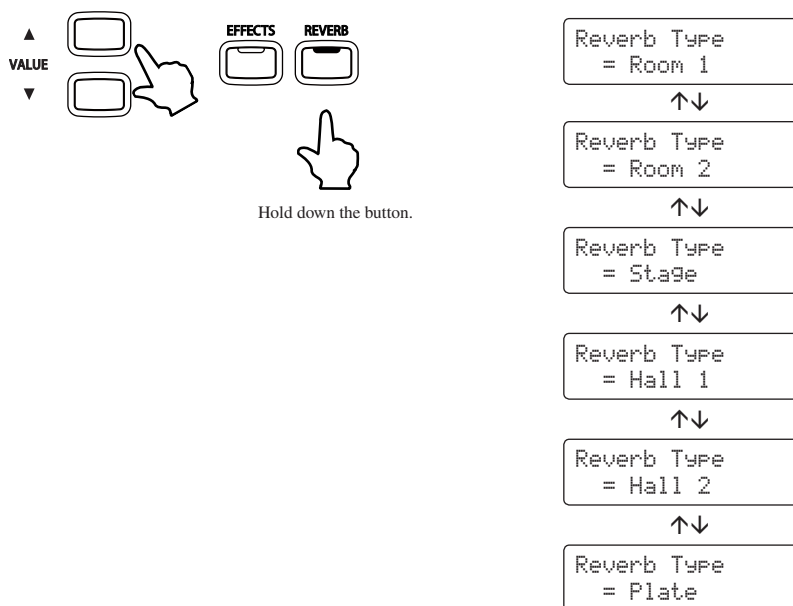 ▲
VALUE
▼
EFFECTS REVERB
Hold down the button.
Reverb Type
= Room 1
↑↓
Reverb Type
= Room 2
↑↓
Reverb Type
= Stage
↑↓
Reverb Type
= Hall 1
↑↓
Reverb Type
= Hall 2
↑↓
Reverb Type
= Plate